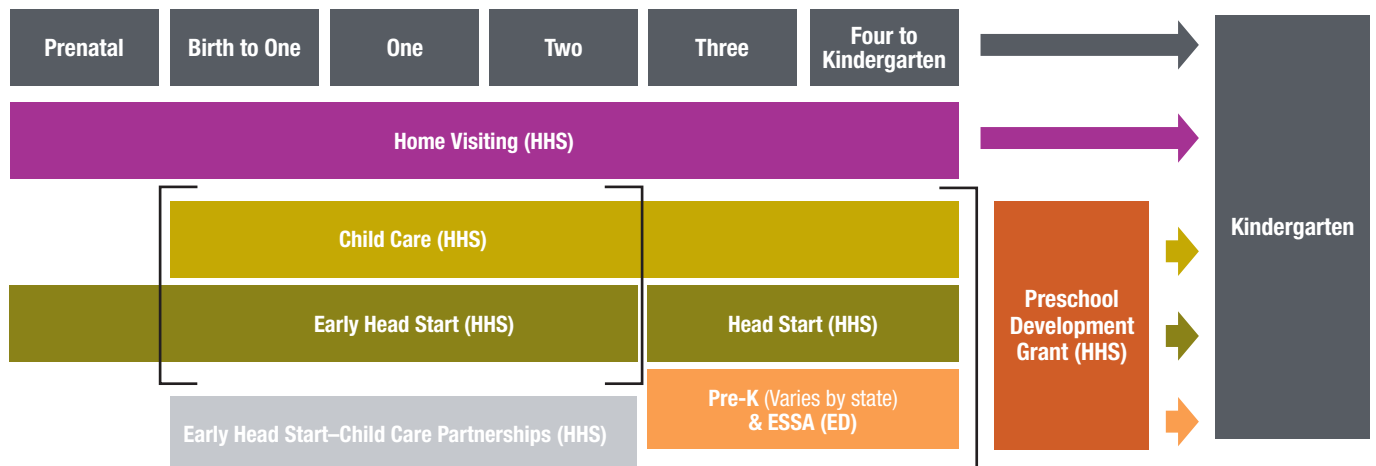 Prenatal
Birth to One
One
Two
Three
Four to
Kindergarten
Home Visiting (HHS)
Child Care (HHS)
Early Head Start (HHS)
Head Start (HHS)
Pre-K (Varies by state)
& ESSA (ED)
Early Head Start–Child Care Partnerships (HHS)
Preschool
Development
Grant (HHS)
Kindergarten